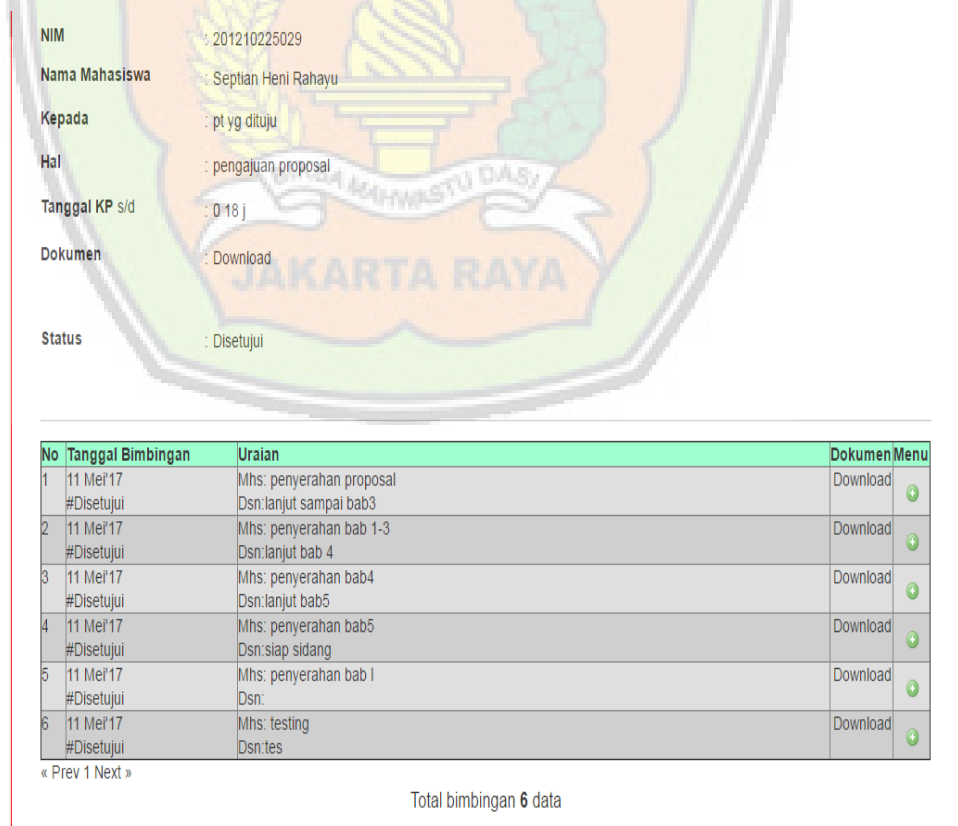 NIM : 201210225029
Nama Mahasiswa : Septian Heni Rahayu
Kepada : pt yg dituju
Hal : pengajuan proposal
MAHWASTU DASI
Tanggal KP s/d : 0 18 j
Dokumen : Download
JAKARTA RAYA
Status : Disetujui
No Tanggal Bimbingan Uraian Dokumen Menu
1 11 Mei'17 Mhs: penyerahan proposal Download
#Disetujui Dsn:lanjut sampai bab3
2 11 Mei'17 Mhs: penyerahan bab 1-3 Download
#Disetujui Dsn:lanjut bab 4
3 11 Mei'17 Mhs: penyerahan bab4 Download
#Disetujui Dsn:lanjut bab5
4 11 Mei'17 Mhs: penyerahan bab5 Download
#Disetujui Dsn:siap sidang
5 11 Mei'17 Mhs: penyerahan bab I Download
#Disetujui Dsn:
6 11 Mei'17 Mhs: testing Download
#Disetujui Dsn:tes
« Prev 1 Next »
Total bimbingan 6 data